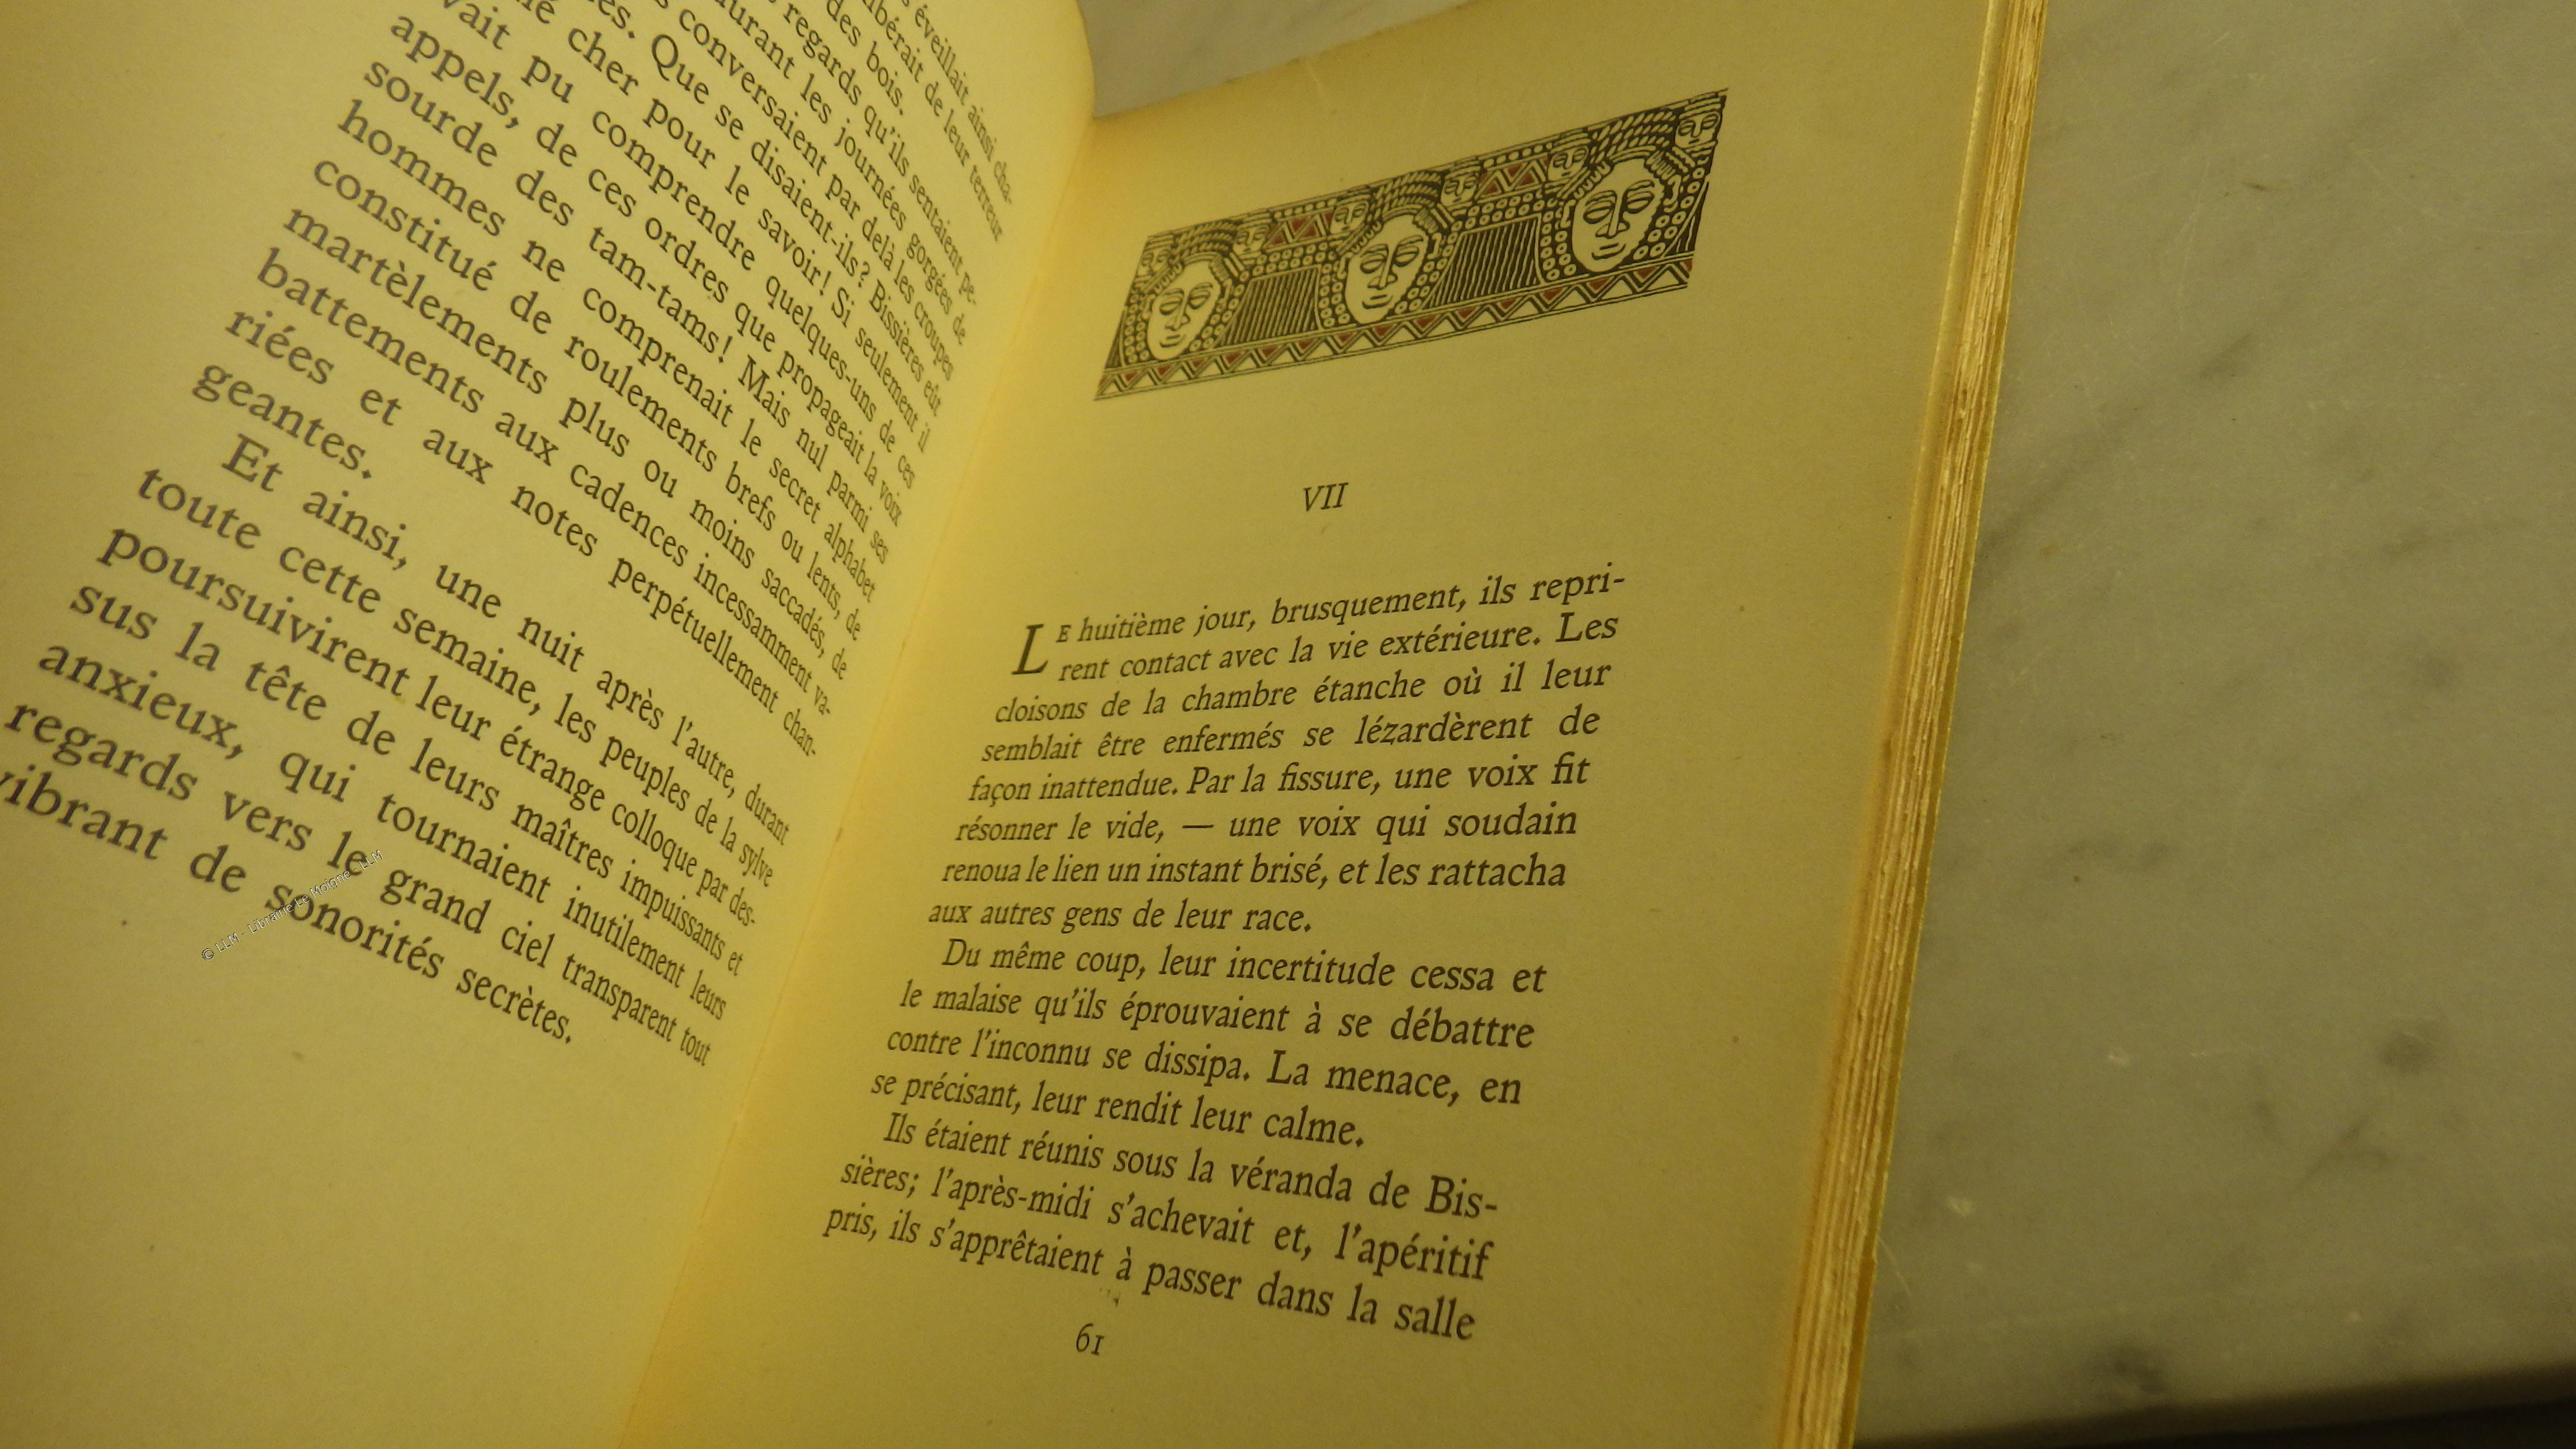 s éveillait ainsi cha-
bérait de leur terreur
des bois.
regards qu'ils sentaient pe-
durant les journées gorgées de
conversaient par delà les croupes
es. Que se disaient-ils? Bissières eût
cher pour le savoir! Si seulement il
vait pu comprendre quelques-uns de ces
appels, de ces ordres que propageait la voix
sourde des tam-tams! Mais nul parmi ses
hommes ne comprenait le secret alphabet
constitué de roulements brefs ou lents, de
martèlements plus ou moins saccadés, de
battements aux cadences incessamment va-
riées et aux notes perpétuellement chan-
geantes.
Et ainsi, une nuit après l'autre, durant
toute cette semaine, les peuples de la sylve
poursuivirent leur étrange colloque par des-
sus la tête de leurs maîtres impuissants et
anxieux, qui tournaient inutilement leurs
regards vers le grand ciel transparent tout
vibrant de sonorités secrètes.
© LLM - Librairie Le Moigne - LLM
VII
LE huitième jour, brusquement, ils repri-
rent contact avec la vie extérieure. Les
cloisons de la chambre étanche où il leur
semblait être enfermés se lézardèrent de
façon inattendue. Par la fissure, une voix fit
résonner le vide, — une voix qui soudain
renoua le lien un instant brisé, et les rattacha
aux autres gens de leur race.
Du même coup, leur incertitude cessa et
le malaise qu'ils éprouvaient à se débattre
contre l'inconnu se dissipa. La menace, en
se précisant, leur rendit leur calme.
Ils étaient réunis sous la véranda de Bis-
sières; l'après-midi s'achevait et, l'apéritif
pris, ils s'apprêtaient à passer dans la salle
61